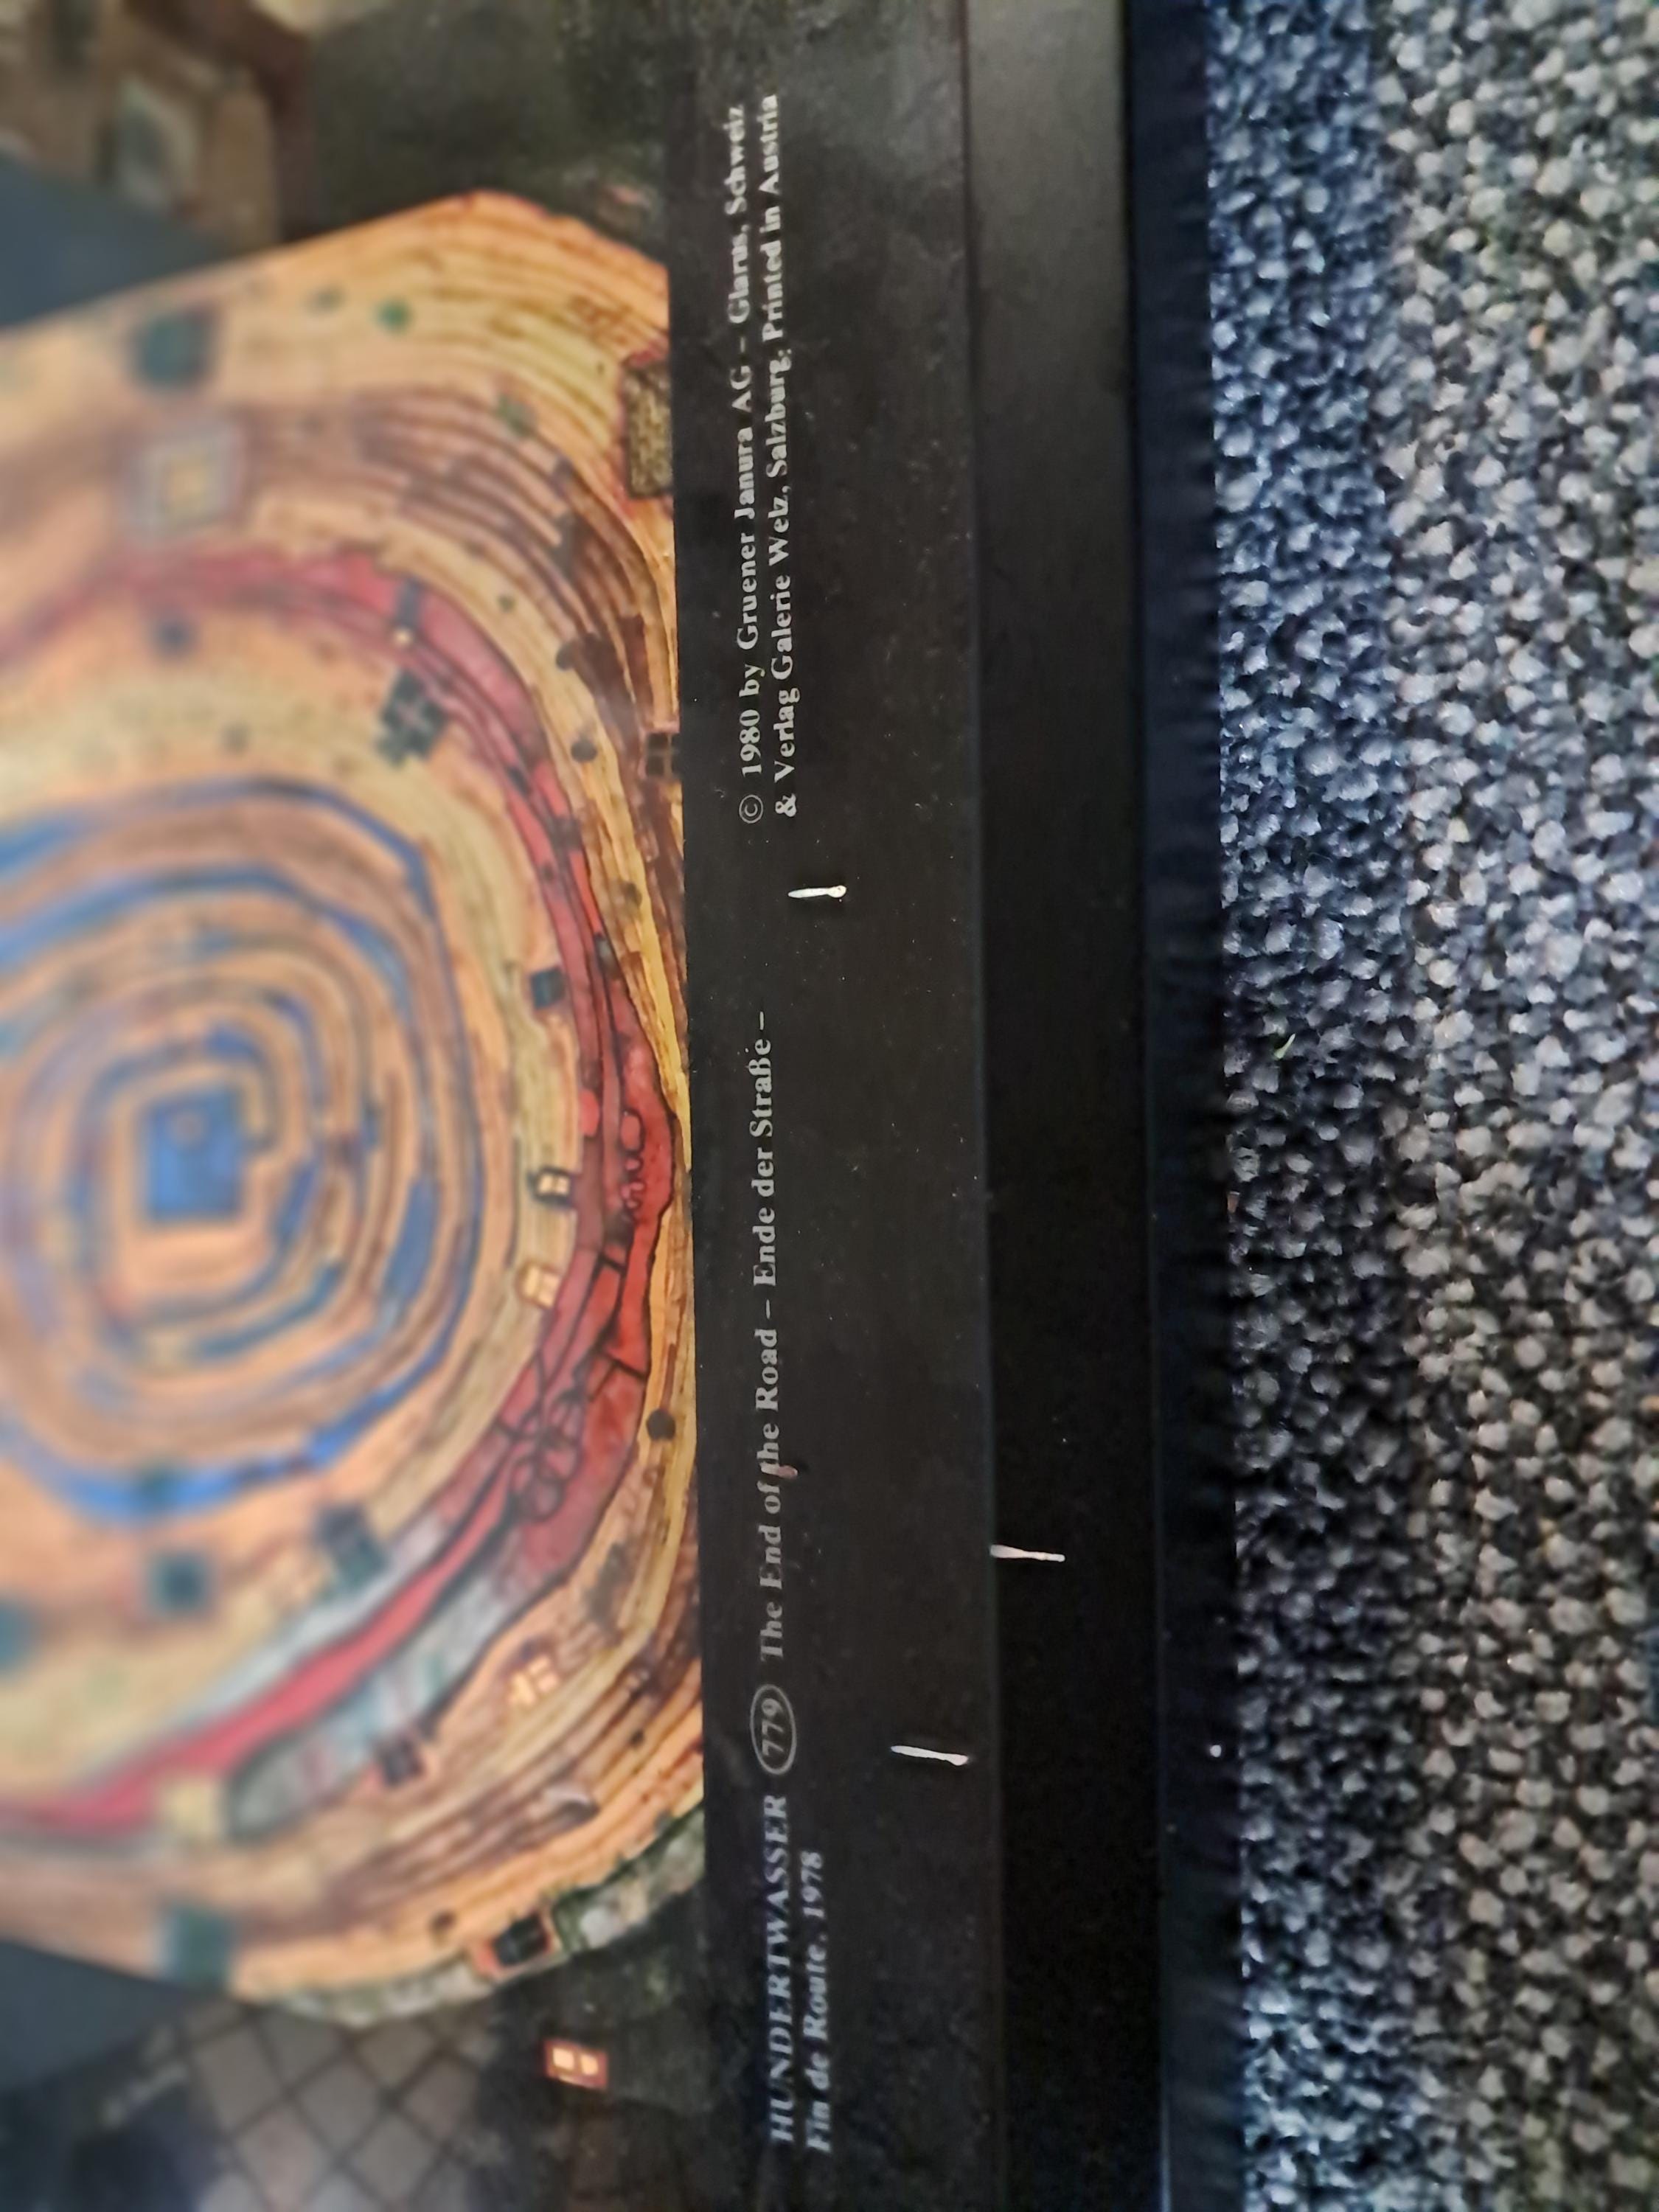 HUNDERTWASSER 779 The End of the Road – Ende der Straße –
Fin de Route. 1978
© 1980 by Gruener Janura AG – Glarus, Schweiz
& Verlag Galerie Welz, Salzburg; Printed in Austria